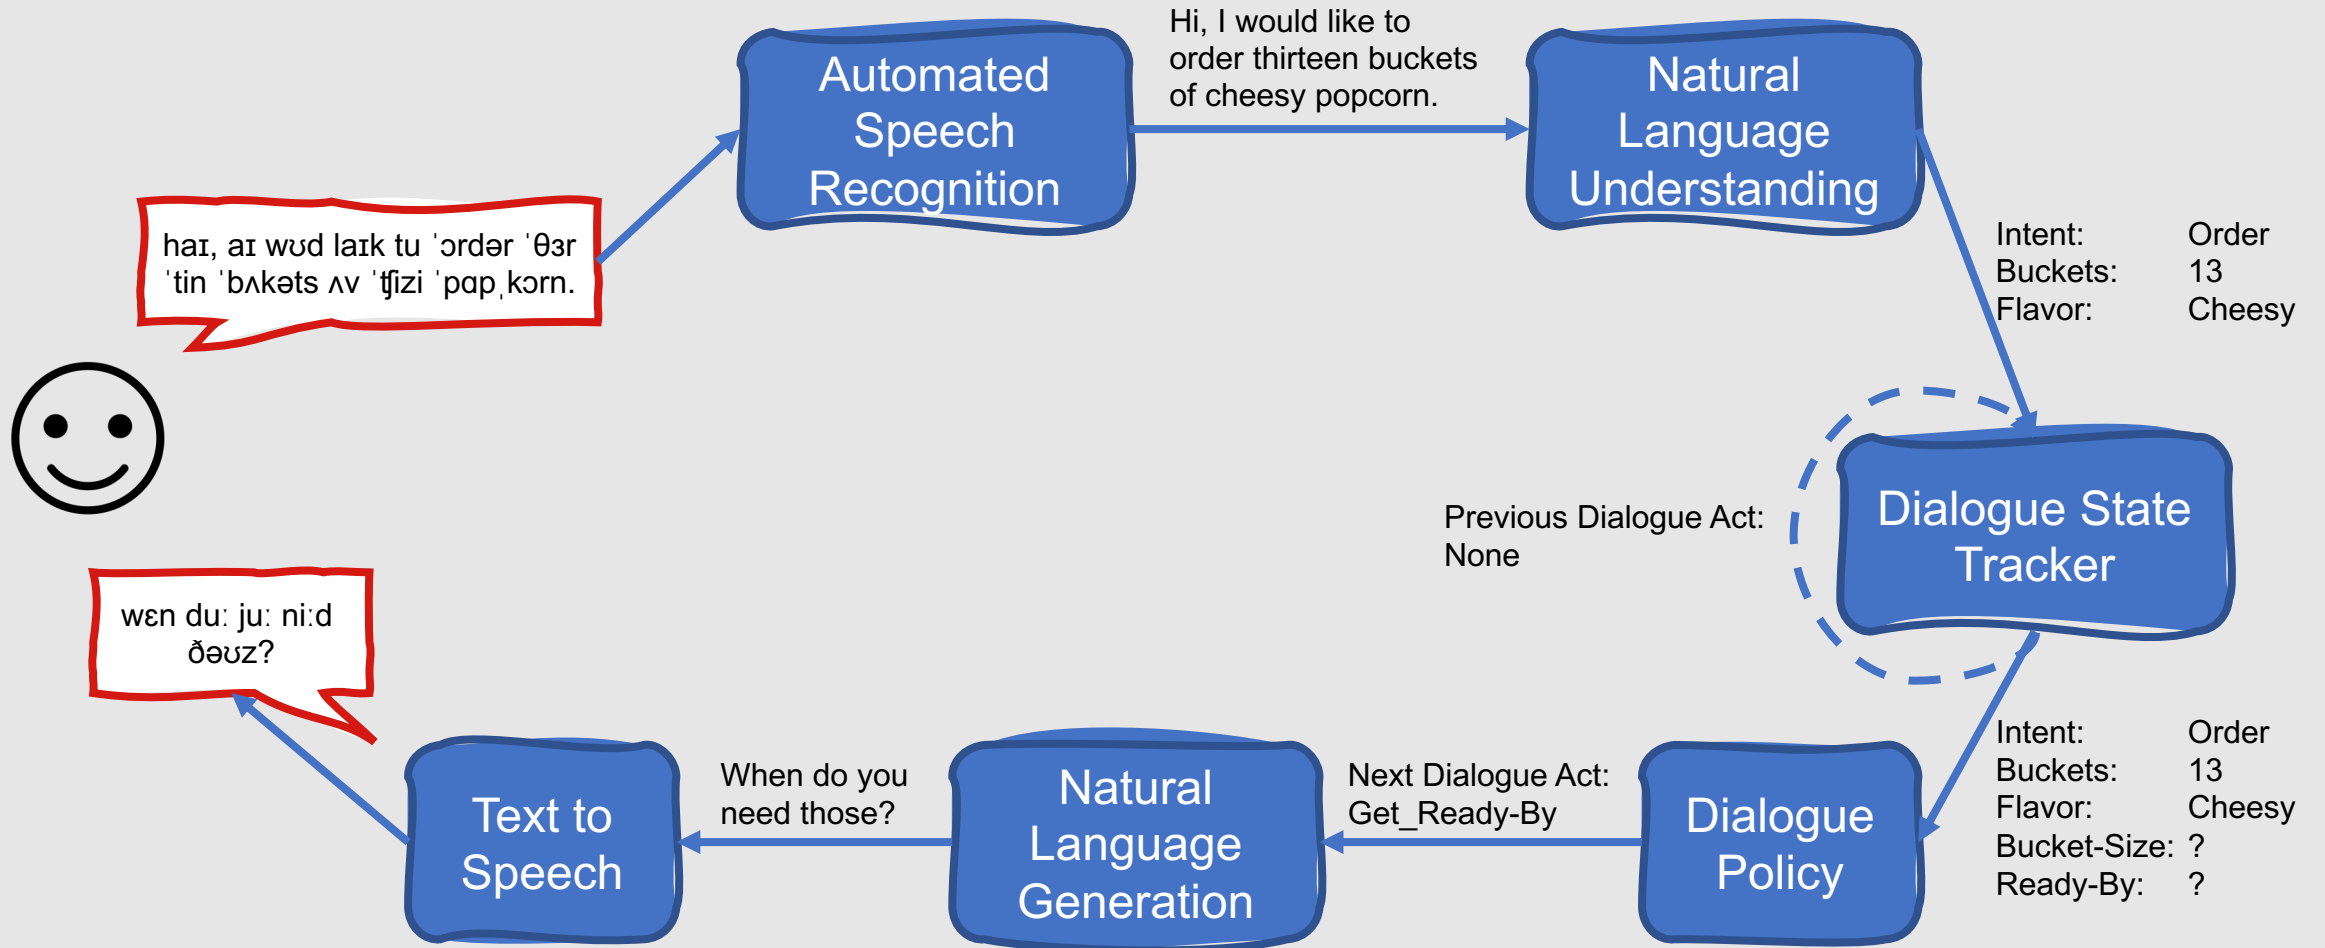 haɪ, aɪ wʊd laɪk tu ˈɔrdər ˈθɜr
ˈtin ˈbʌkəts ʌv ˈʧizi ˈpɑpˌkɔrn.
Automated
Speech
Recognition
Hi, I would like to
order thirteen buckets
of cheesy popcorn.
Natural
Language
Understanding
Intent: Order
Buckets: 13
Flavor: Cheesy
Previous Dialogue Act:
None
Dialogue State
Tracker
Intent: Order
Buckets: 13
Flavor: Cheesy
Bucket-Size: ?
Ready-By: ?
Dialogue
Policy
Next Dialogue Act:
Get_Ready-By
Natural
Language
Generation
When do you
need those?
Text to
Speech
wɛn duː juː niːd
ðəʊz?